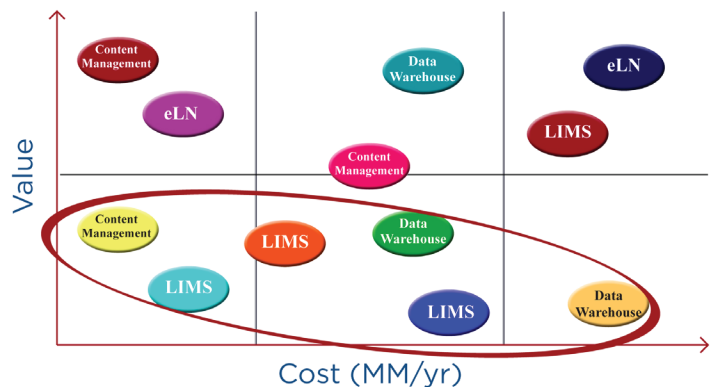 Content
Management
Data
Warehouse
eLN
eLN
LIMS
Content
Management
Value
Content
Management
LIMS
Data
Warehouse
LIMS
LIMS
Data
Warehouse
Cost (MM/yr)